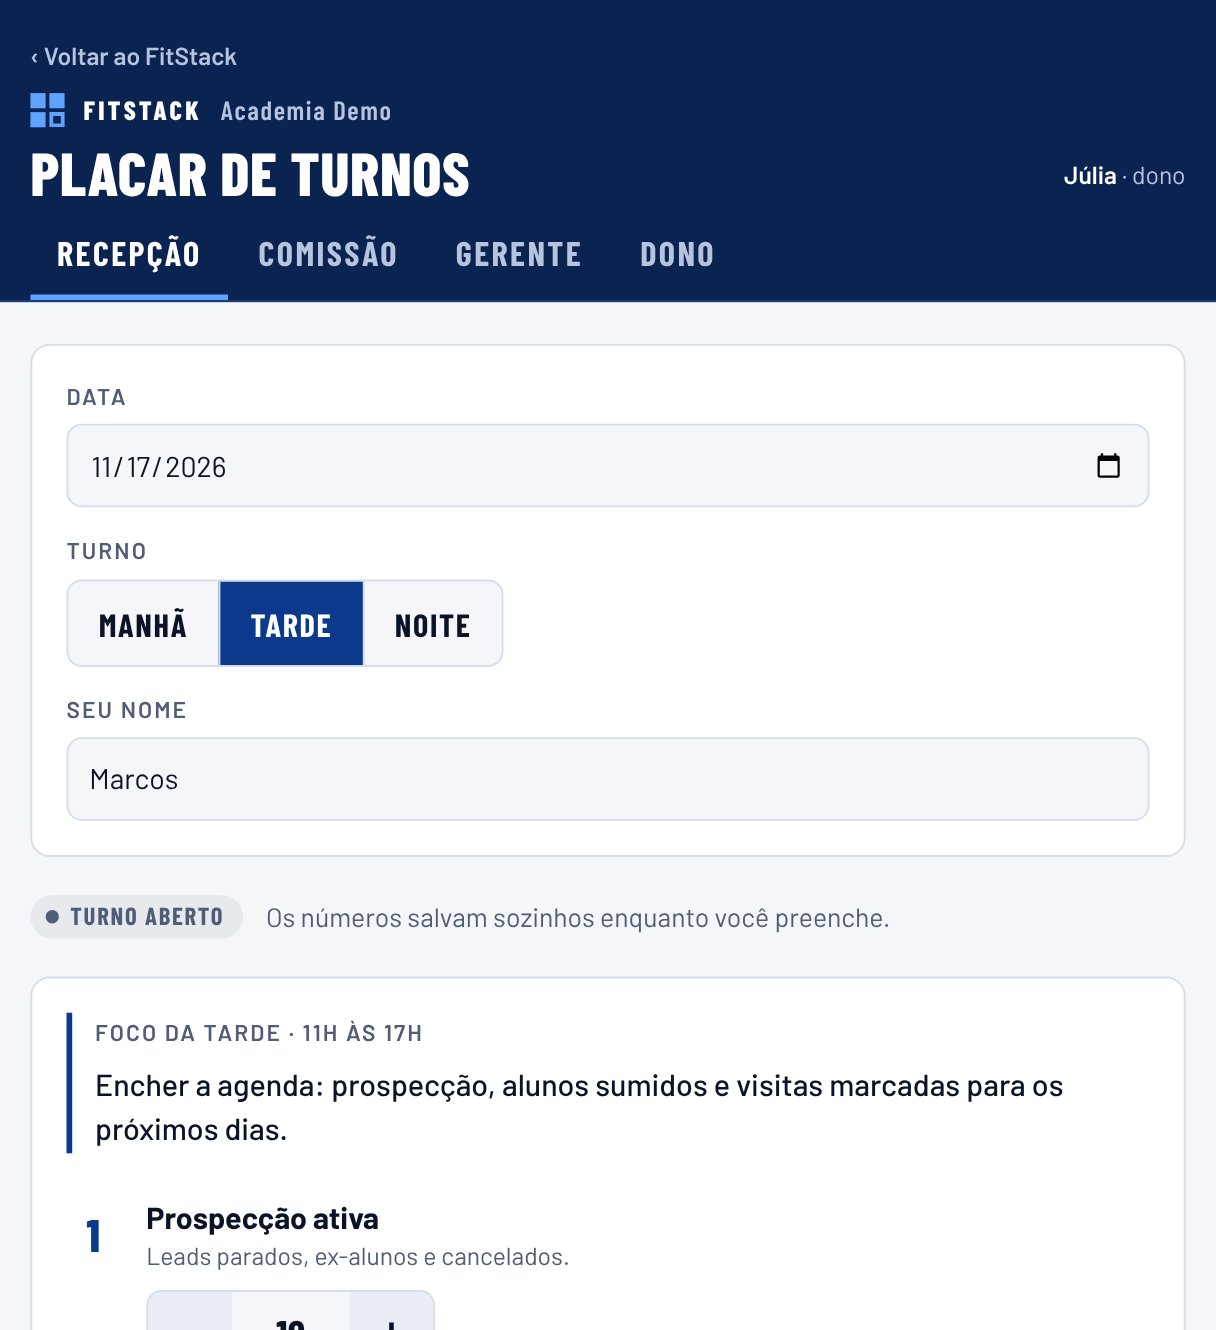 ‹ Voltar ao FitStack
FITSTACK Academia Demo
PLACAR DE TURNOS
Júlia · dono
RECEPÇÃO COMISSÃO GERENTE DONO
DATA
11/17/2026
TURNO
MANHÃ TARDE NOITE
SEU NOME
Marcos
TURNO ABERTO Os números salvam sozinhos enquanto você preenche.
FOCO DA TARDE · 11H ÀS 17H
Encher a agenda: prospecção, alunos sumidos e visitas marcadas para os
próximos dias.
1 Prospecção ativa
Leads parados, ex-alunos e cancelados.